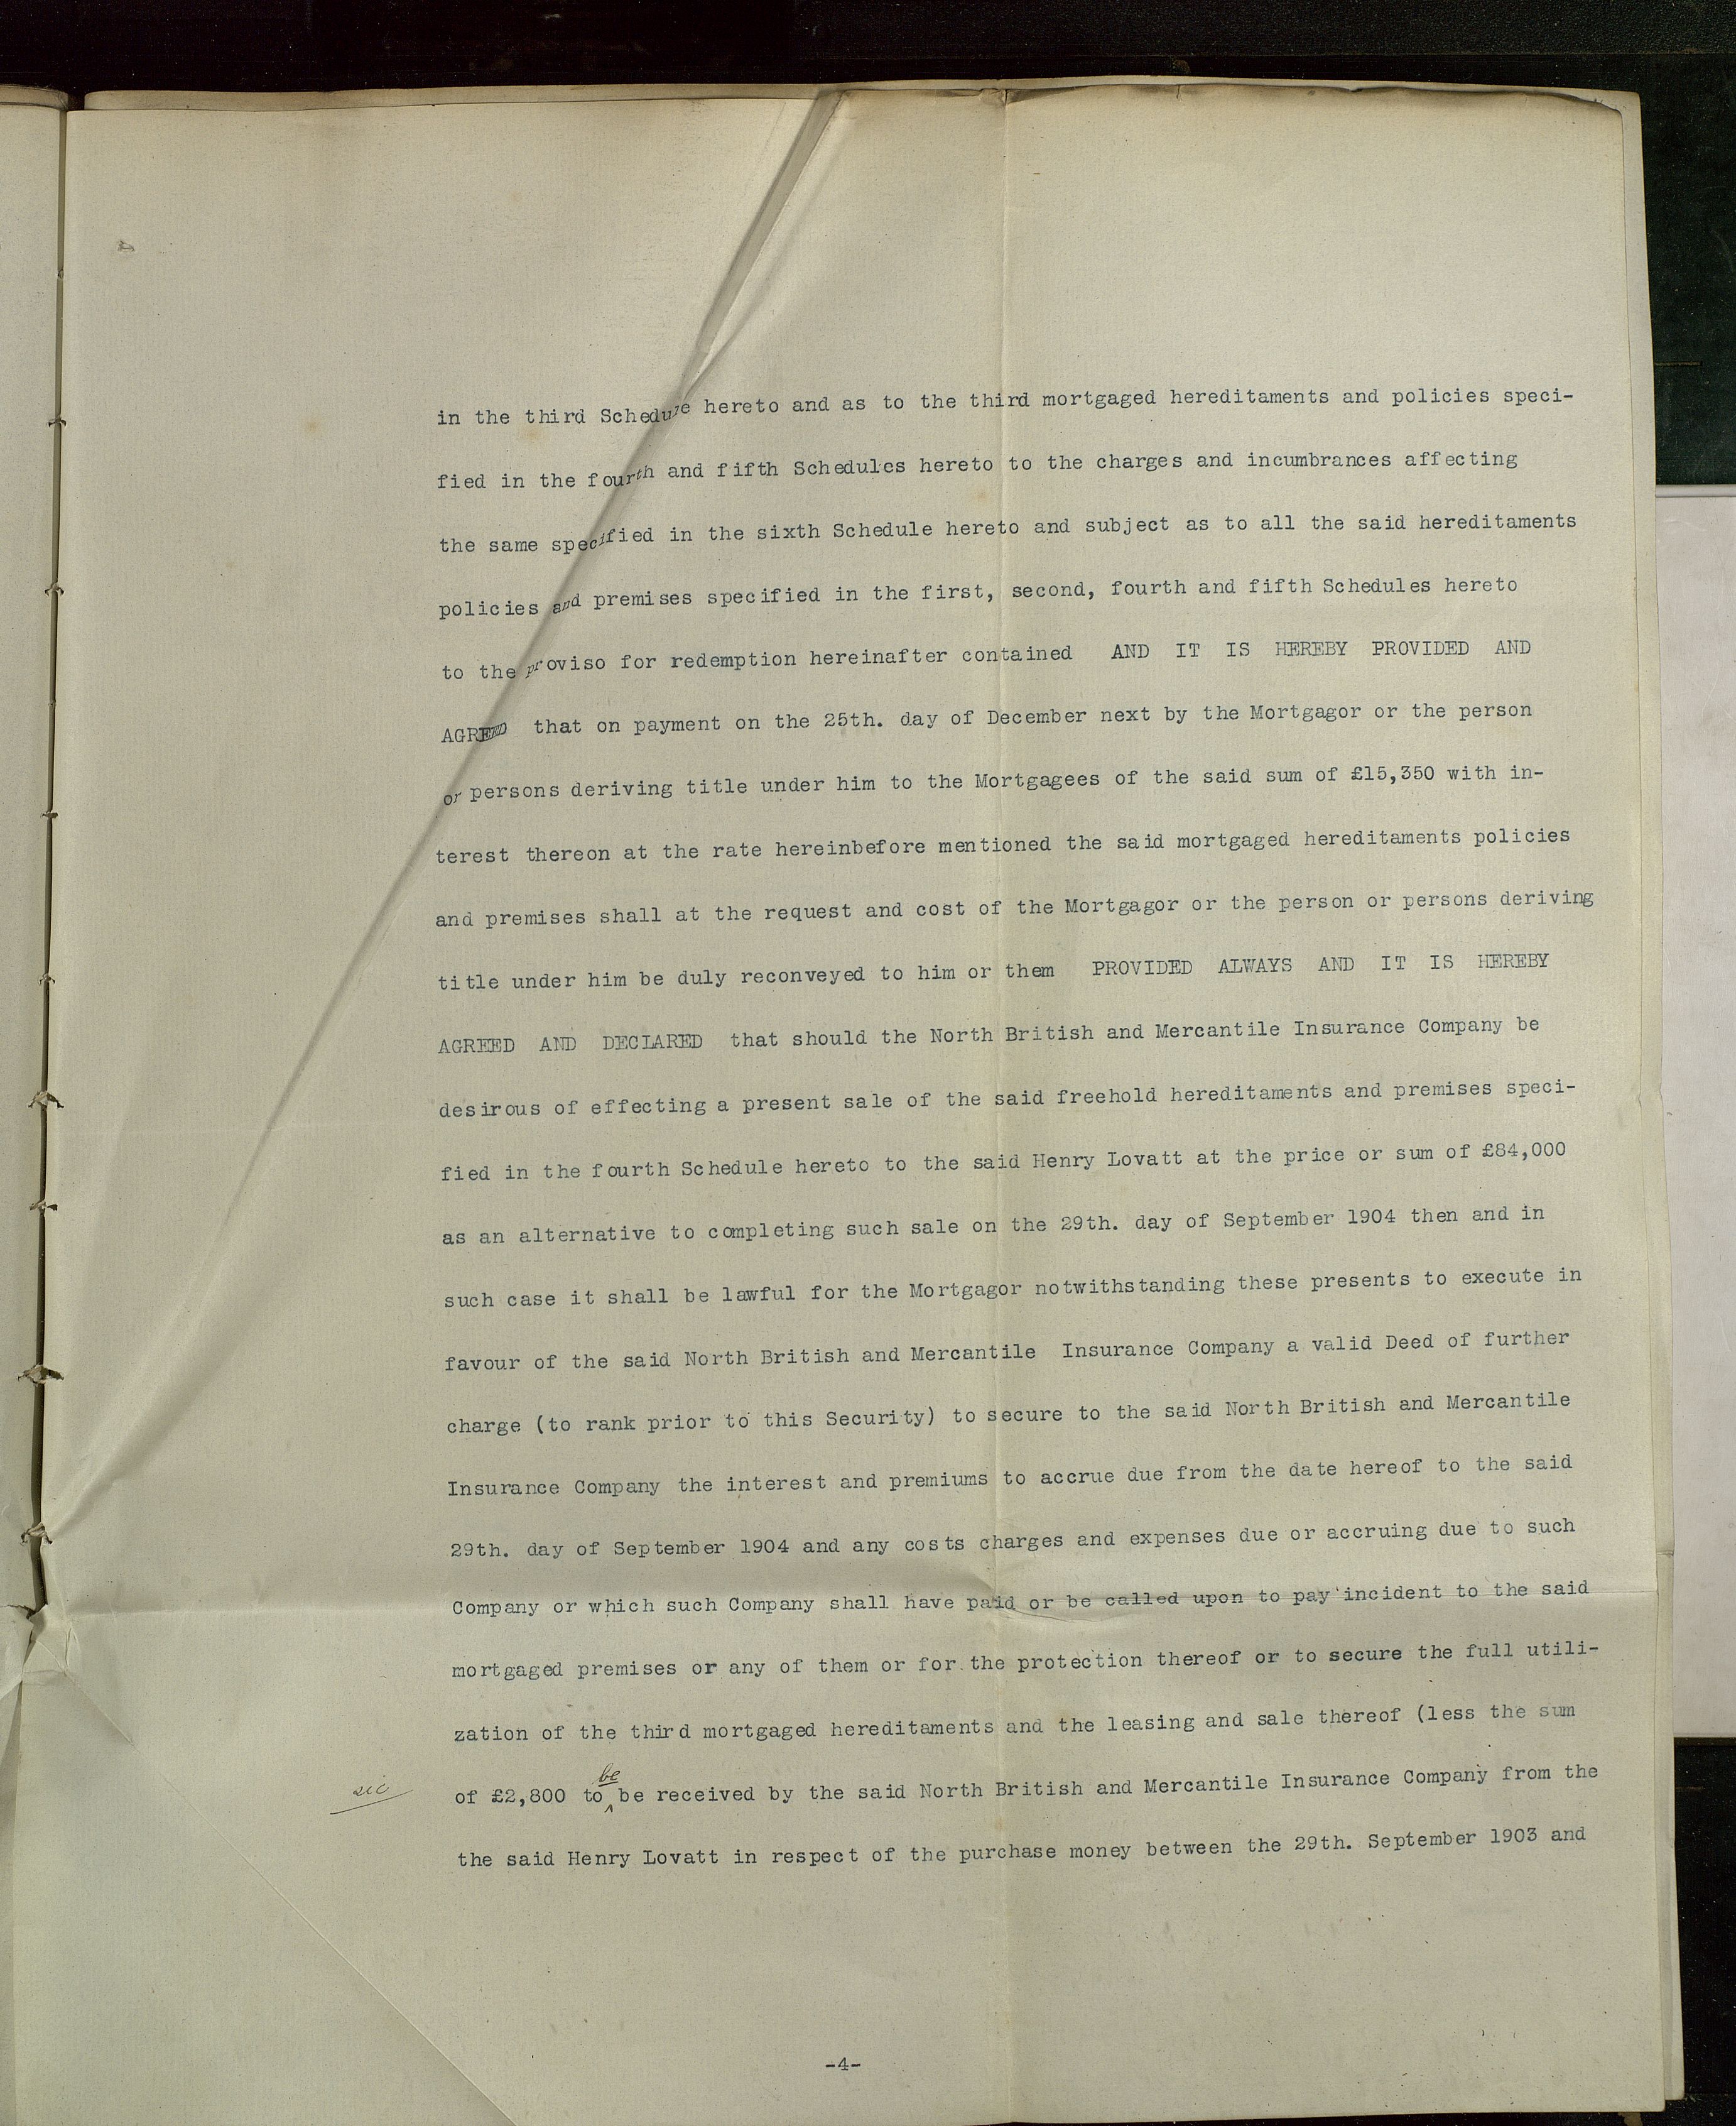 in the third Schedule hereto and as to the third mortgaged hereditaments and policies speci-
fied in the fourth and fifth Schedules hereto to the charges and incumbrances affecting
the same specified in the sixth Schedule hereto and subject as to all the said hereditaments
policies and premises specified in the first, second, fourth and fifth Schedules hereto
to the proviso for redemption hereinafter contained AND IT IS HEREBY PROVIDED AND
AGREED that on payment on the 25th. day of December next by the Mortgagor or the person
or persons deriving title under him to the Mortgagees of the said sum of £15,350 with in-
terest thereon at the rate hereinbefore mentioned the said mortgaged hereditaments policies
and premises shall at the request and cost of the Mortgagor or the person or persons deriving
title under him be duly reconveyed to him or them PROVIDED ALWAYS AND IT IS HEREBY
AGREED AND DECLARED that should the North British and Mercantile Insurance Company be
desirous of effecting a present sale of the said freehold hereditaments and premises speci-
fied in the fourth Schedule hereto to the said Henry Lovatt at the price or sum of £84,000
as an alternative to completing such sale on the 29th. day of September 1904 then and in
such case it shall be lawful for the Mortgagor notwithstanding these presents to execute in
favour of the said North British and Mercantile Insurance Company a valid Deed of further
charge (to rank prior to this Security) to secure to the said North British and Mercantile
Insurance Company the interest and premiums to accrue due from the date hereof to the said
29th. day of September 1904 and any costs charges and expenses due or accruing due to such
Company or which such Company shall have paid or be called upon to pay incident to the said
mortgaged premises or any of them or for the protection thereof or to secure the full utili-
zation of the third mortgaged hereditaments and the leasing and sale thereof (less the sum
be
sic of £2,800 to ^ be received by the said North British and Mercantile Insurance Company from the
the said Henry Lovatt in respect of the purchase money between the 29th. September 1903 and
-4-